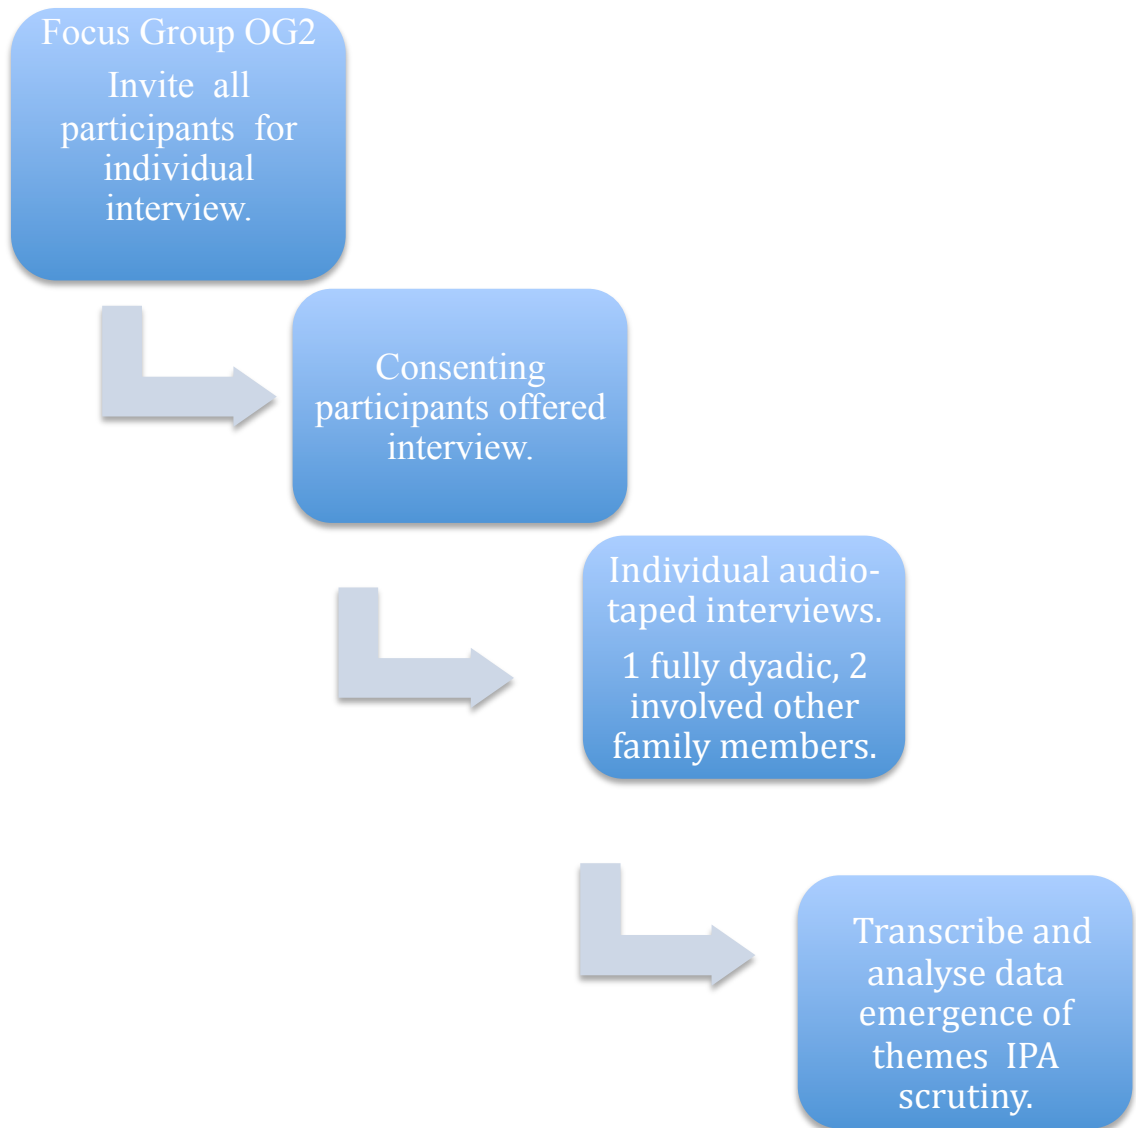 Focus Group OG2
Invite all
participants for
individual
interview.
Consenting
participants offered
interview.
Individual audio-
taped interviews.
1 fully dyadic, 2
involved other
family members.
Transcribe and
analyse data
emergence of
themes IPA
scrutiny.